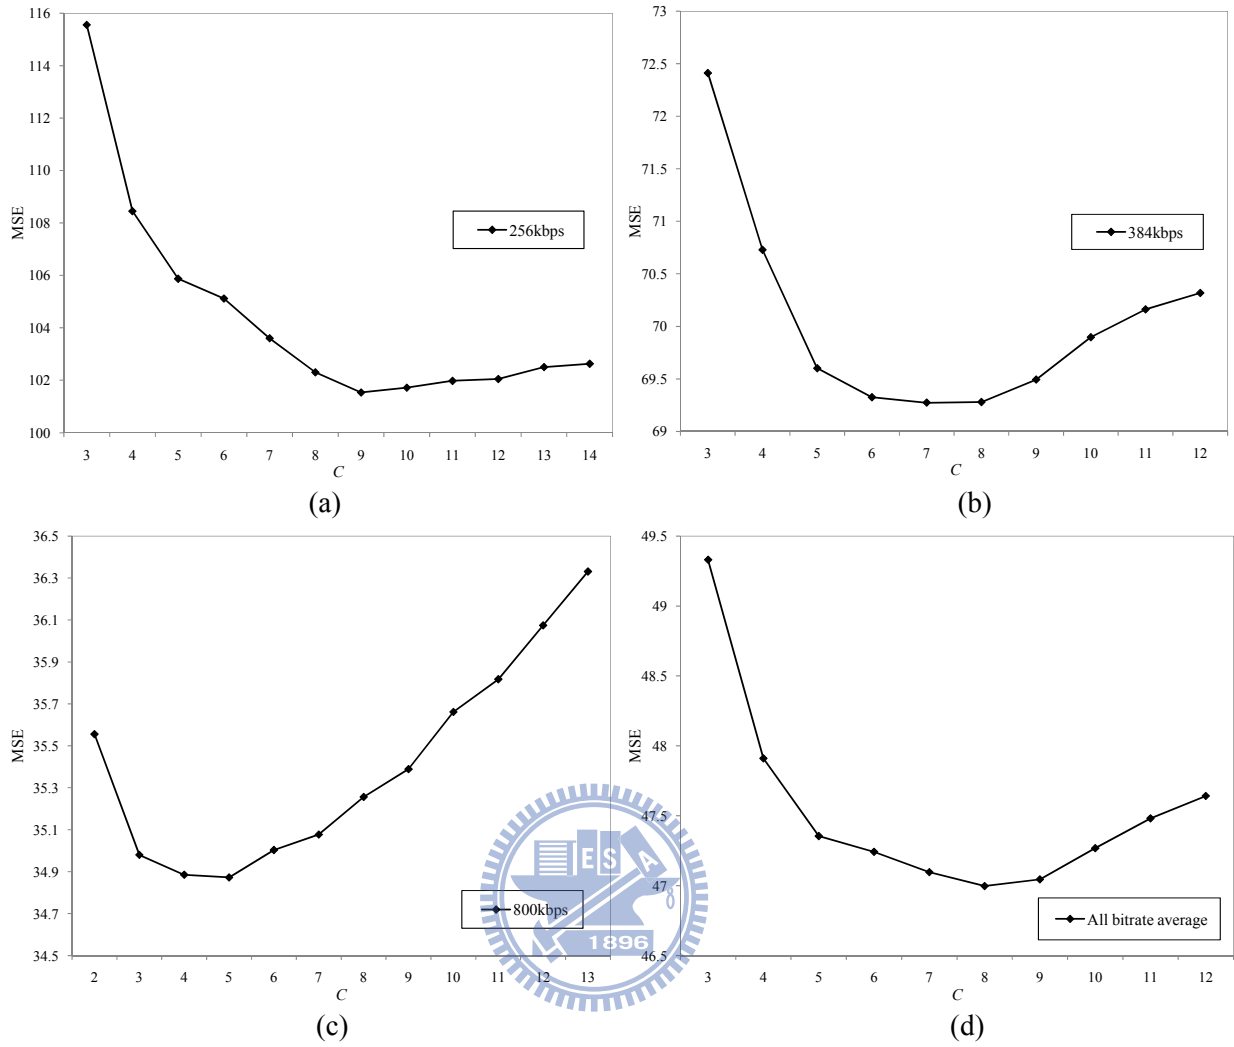 116
114
112
110
108
106
104
102
100
MSE
3 4 5 6 7 8 9 10 11 12 13 14
C
256kbps
(a)
73
72.5
72
71.5
71
70.5
70
69.5
69
MSE
3 4 5 6 7 8 9 10 11 12
C
384kbps
(b)
36.5
36.3
36.1
35.9
35.7
35.5
35.3
35.1
34.9
34.7
34.5
MSE
2 3 4 5 6 7 8 9 10 11 12 13
C
800kbps
(c)
49.5
49
48.5
48
47.5
47
46.5
MSE
3 4 5 6 7 8 9 10 11 12
C
All bitrate average
(d)
E S A
1896